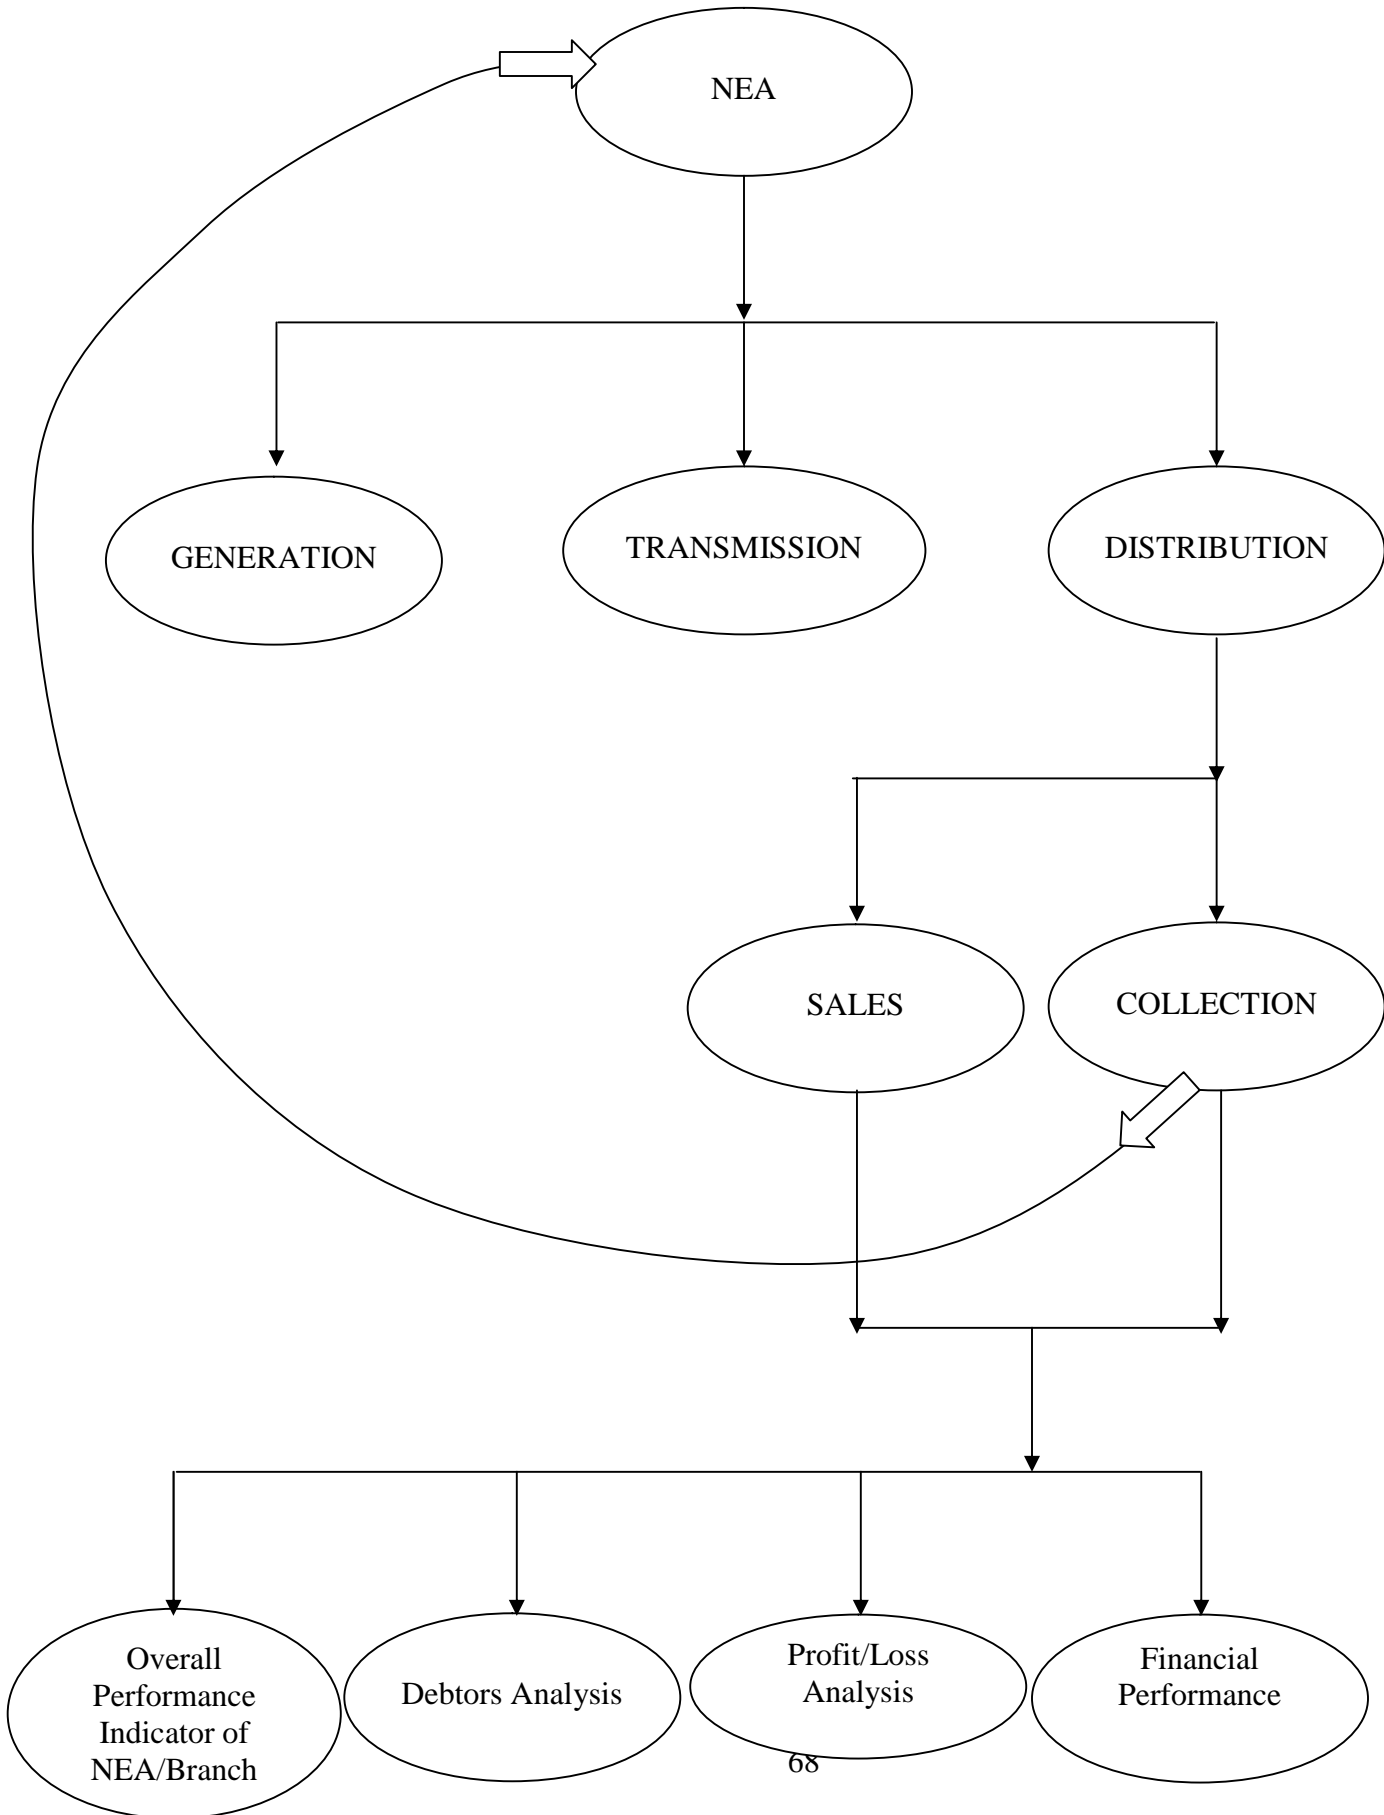 NEA
GENERATION
TRANSMISSION
DISTRIBUTION
SALES
COLLECTION
Overall
Performance
Indicator of
NEA/Branch
Debtors Analysis
Profit/Loss
Analysis
Financial
Performance
68